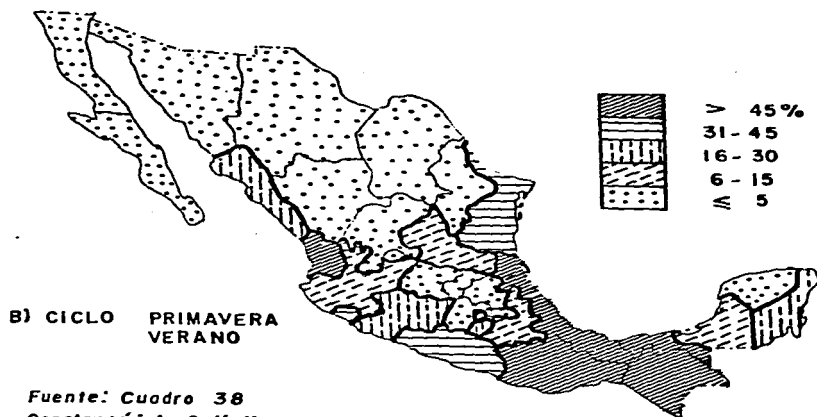 > 45%
31-45
16-30
6-15
≤ 5
B) CICLO PRIMAVERA
VERANO
Fuente: Cuadro 38